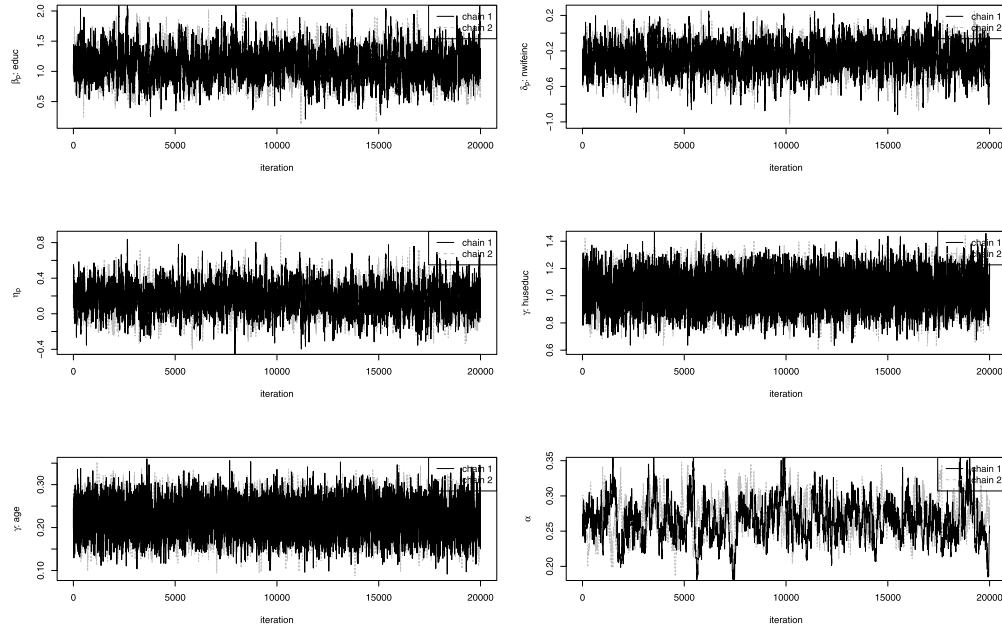 chain 1
chain 2
2.0
1.5
1.0
0.5
βp: educ
0 5000 10000 15000 20000
iteration
chain 1
chain 2
0.2
−0.2
−0.6
−1.0
δp: nwifeinc
0 5000 10000 15000 20000
iteration
chain 1
chain 2
0.8
0.4
0.0
−0.4
ηp
0 5000 10000 15000 20000
iteration
chain 1
chain 2
1.4
1.2
1.0
0.8
0.6
γ: huseduc
0 5000 10000 15000 20000
iteration
chain 1
chain 2
0.30
0.20
0.10
γ: age
0 5000 10000 15000 20000
iteration
chain 1
chain 2
0.35
0.30
0.25
0.20
α
0 5000 10000 15000 20000
iteration